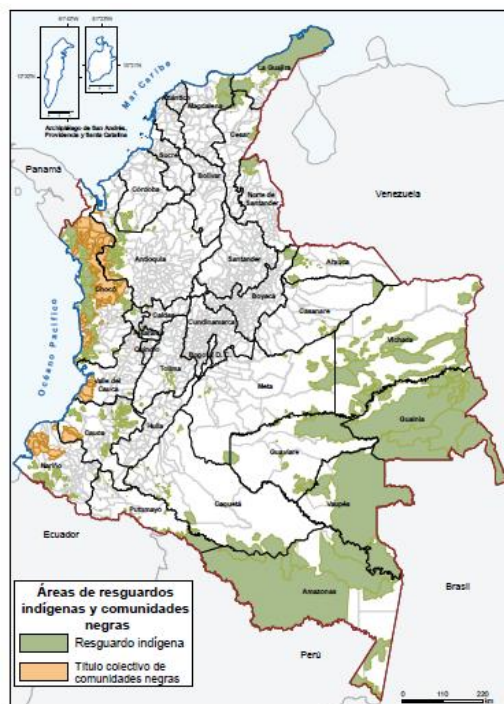 Archipiélago de San Andrés,
Providencia y Santa Catalina
Mar Caribe
La Guajira
Atlántico
Magdalena
Cesar
Panamá
Sucre
Bolívar
Córdoba
Norte de
Santander
Venezuela
Antioquia
Santander
Arauca
Chocó
Boyacá
Casanare
Caldas
Cundinamarca
Vichada
Océano Pacífico
Bogotá D.C.
Tolima
Valle del
Cauca
Meta
Guainía
Cauca
Huila
Guaviare
Nariño
Caquetá
Vaupés
Putumayo
Ecuador
Amazonas
Brasil
Perú
Áreas de resguardos
indígenas y comunidades
negras
Resguardo indígena
Título colectivo de
comunidades negras
0 110 220
km